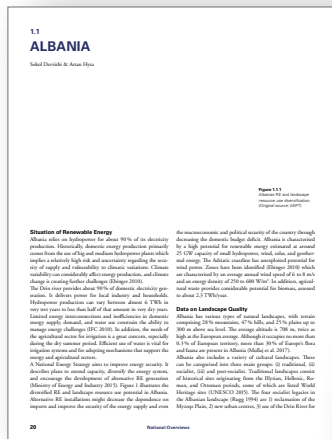 1.1
ALBANIA
Sokol Dervishi & Artan Hysa
Figure 1.1.1
Albanian RE and landscape
resource use diversification
(Original source: AIDPT)
Situation of Renewable Energy
Albania relies on hydropower for about 90 % of its electricity
production. Historically, domestic energy production primarily
comes from the use of big and medium hydropower plants which
implies a relatively high risk and uncertainty regarding the secu-
rity of supply and vulnerability to climatic variations. Climate
variability can considerably affect energy production, and climate
change is creating further challenges (Ebinger 2010).
The Drin river provides about 90 % of domestic electricity gen-
eration. It delivers power for local industry and households.
Hydropower production can vary between almost 6 TWh in
very wet years to less than half of that amount in very dry years.
Limited energy interconnections and inefficiencies in domestic
energy supply, demand, and water use constrain the ability to
manage energy challenges (IFC 2010). In addition, the needs of
the agricultural sector for irrigation is a great concern, especially
during the dry summer period. Efficient use of water is vital for
irrigation systems and for adapting mechanisms that support the
energy and agricultural sectors.
A National Energy Strategy aims to improve energy security. It
describes plans to extend capacity, diversify the energy system,
and encourage the development of alternative RE generation
(Ministry of Energy and Industry 2015). Figure 1 illustrates the
diversified RE and landscape resource use potential in Albania.
Alternative RE installations might decrease the dependence on
imports and improve the security of the energy supply and even
the macroeconomic and political security of the country through
decreasing the domestic budget deficit. Albania is characterised
by a high potential for renewable energy estimated at around
25 GW capacity of small hydropower, wind, solar, and geother-
mal energy. The Adriatic coastline has unexploited potential for
wind power. Zones have been identified (Ebinger 2010) which
are characterised by an average annual wind speed of 6 to 8 m/s
and an energy density of 250 to 600 W/m². In addition, agricul-
tural waste provides considerable potential for biomass, assessed
to about 2.3 TWh/year.
Data on Landscape Quality
Albania has various types of natural landscapes, with terrain
comprising 28 % mountains, 47 % hills, and 25 % plains up to
300 m above sea level. The average altitude is 708 m, twice as
high as the European average. Although it occupies no more than
0.3 % of European territory, more than 30 % of Europe's flora
and fauna are present in Albania (Mullaj et al. 2017).
Albania also includes a variety of cultural landscapes. These
can be categorised into three main groups: (i) traditional, (ii)
socialist, (iii) and post-socialist. Traditional landscapes consist
of historical sites originating from the Illyrian, Hellenic, Ro-
man, and Ottoman periods, some of which are listed World
Heritage sites (UNESCO 2015). The four socialist legacies in
the Albanian landscape (Rugg 1994) are 1) reclamation of the
Myzeqe Plain, 2) new urban centres, 3) use of the Drin River for
20
National Overviews